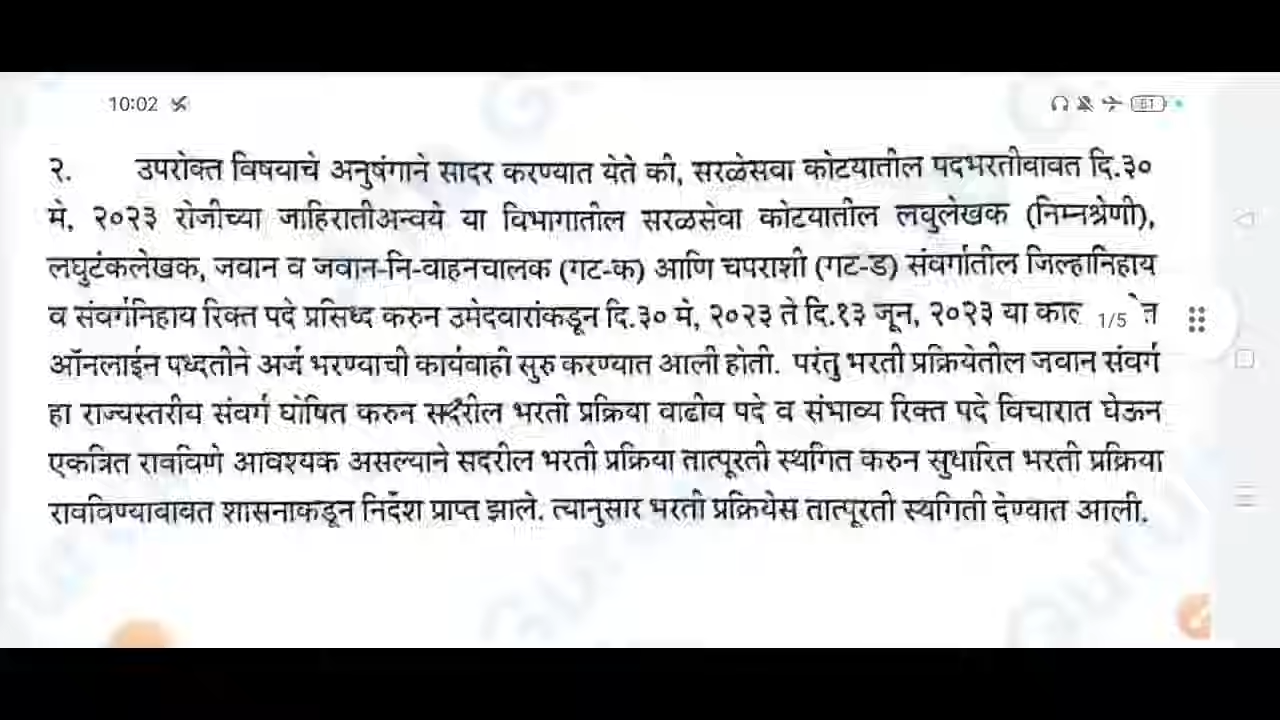 10:02
61
२. उपरोक्त विषयाचे अनुषंगाने सादर करण्यात येते की, सरळसेवा कोटयातील पदभरतीबाबत दि.३०
मे, २०२३ रोजीच्या जाहिरातीअन्वये या विभागातील सरळसेवा कोटयातील लघुलेखक (निम्नश्रेणी),
लघुटंकलेखक, जवान व जवान-नि-वाहनचालक (गट-क) आणि चपराशी (गट-ड) संवर्गातील जिल्हानिहाय
व संवर्गनिहाय रिक्त पदे प्रसिध्द करुन उमेदवारांकडून दि.३० मे, २०२३ ते दि.१३ जून, २०२३ या 1/5
ऑनलाईन पध्दतीने अर्ज भरण्याची कार्यवाही सुरु करण्यात आली होती. परंतु भरती प्रक्रियेतील जवान संवर्ग
हा राज्यस्तरीय संवर्ग घोषित करुन सदरील भरती प्रक्रिया वाढीव पदे व संभाव्य रिक्त पदे विचारात घेऊन
एकत्रित राबविणे आवश्यक असल्याने सदरील भरती प्रक्रिया तात्पूरती स्थगित करुन सुधारित भरती प्रक्रिया
राबविण्याबाबत शासनाकडून निर्देश प्राप्त झाले. त्यानुसार भरती प्रक्रियेस तात्पूरती स्थगिती देण्यात आली.